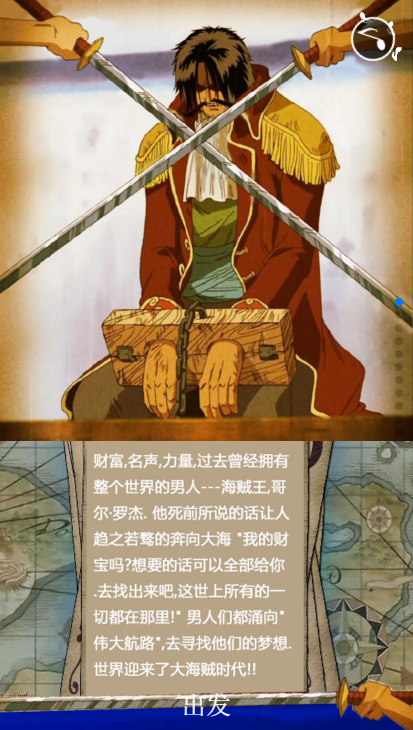 财富,名声,力量,过去曾经拥有
整个世界的男人---海贼王,哥
尔·罗杰. 他死前所说的话让人
趋之若鹜的奔向大海 "我的财
宝吗?想要的话可以全部给你
.去找出来吧,这世上所有的一
切都在那里!" 男人们都涌向"
伟大航路",去寻找他们的梦想.
世界迎来了大海贼时代!!
出发